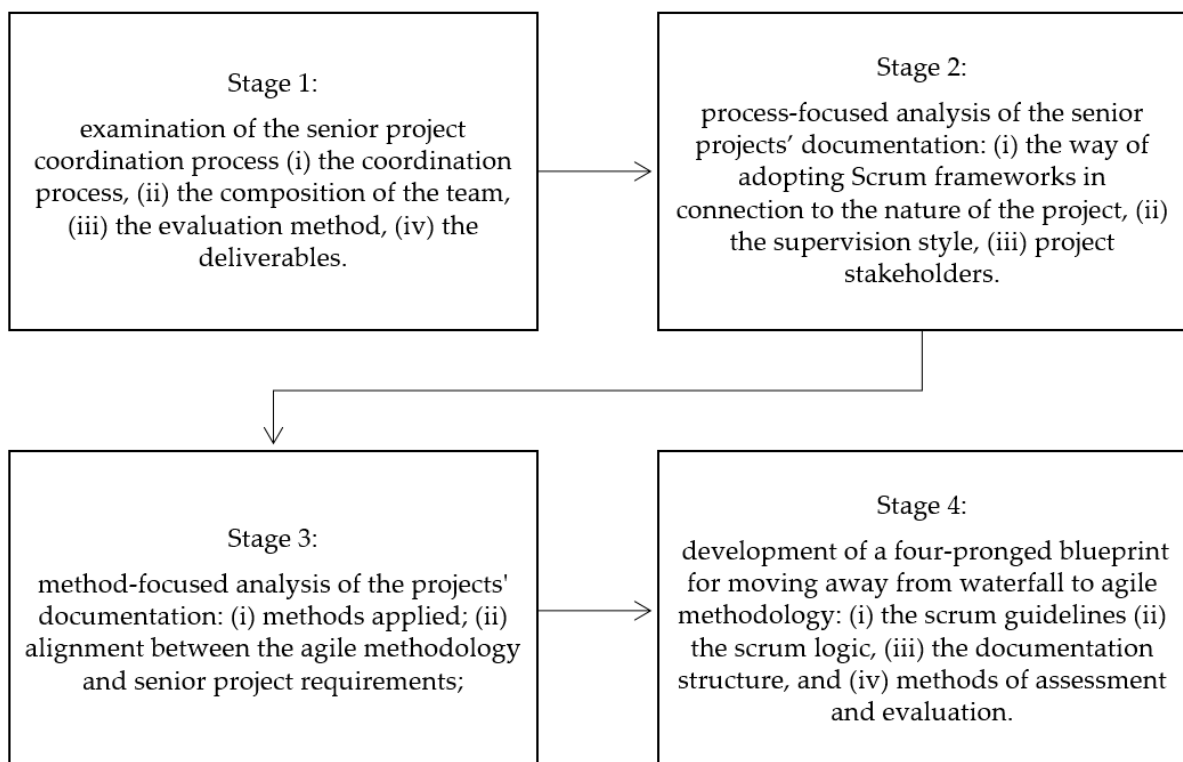 Stage 1:
examination of the senior project
coordination process (i) the coordination
process, (ii) the composition of the team,
(iii) the evaluation method, (iv) the
deliverables.
Stage 2:
process-focused analysis of the senior
projects’ documentation: (i) the way of
adopting Scrum frameworks in
connection to the nature of the project, (ii)
the supervision style, (iii) project
stakeholders.
Stage 3:
method-focused analysis of the projects'
documentation: (i) methods applied; (ii)
alignment between the agile methodology
and senior project requirements;
Stage 4:
development of a four-pronged blueprint
for moving away from waterfall to agile
methodology: (i) the scrum guidelines (ii)
the scrum logic, (iii) the documentation
structure, and (iv) methods of assessment
and evaluation.